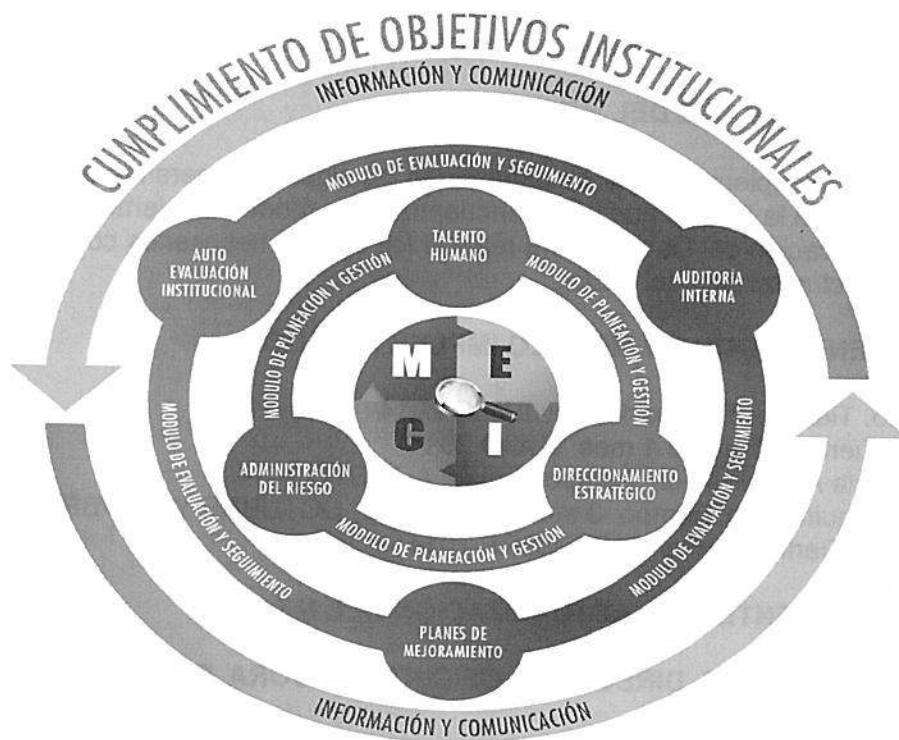 CUMPLIMIENTO DE OBJETIVOS INSTITUCIONALES
INFORMACIÓN Y COMUNICACIÓN
MODULO DE EVALUACIÓN Y SEGUIMIENTO
AUTO
EVALUACIÓN
INSTITUCIONAL
TALENTO
HUMANO
AUDITORÍA
INTERNA
MODULO DE PLANEACIÓN Y GESTIÓN
MODULO DE PLANEACIÓN Y GESTIÓN
M E
C I
MODULO DE EVALUACIÓN Y SEGUIMIENTO
MODULO DE EVALUACIÓN Y SEGUIMIENTO
ADMINISTRACIÓN
DEL RIESGO
DIRECCIONAMIENTO
ESTRATÉGICO
MODULO DE PLANEACIÓN Y GESTIÓN
PLANES DE
MEJORAMIENTO
INFORMACIÓN Y COMUNICACIÓN